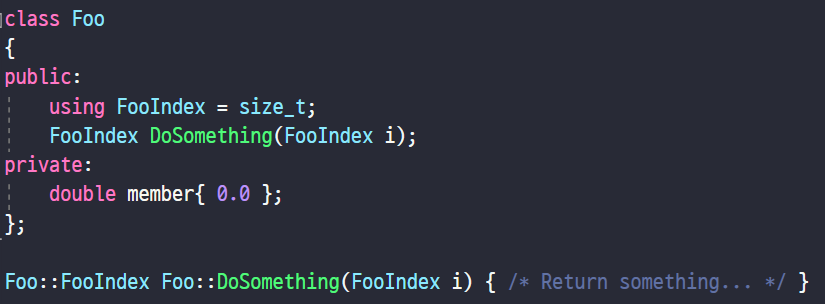 class Foo
{
public:
    using FooIndex = size_t;
    FooIndex DoSomething(FooIndex i);
private:
    double member{ 0.0 };
};
Foo::FooIndex Foo::DoSomething(FooIndex i) { /* Return something... */ }